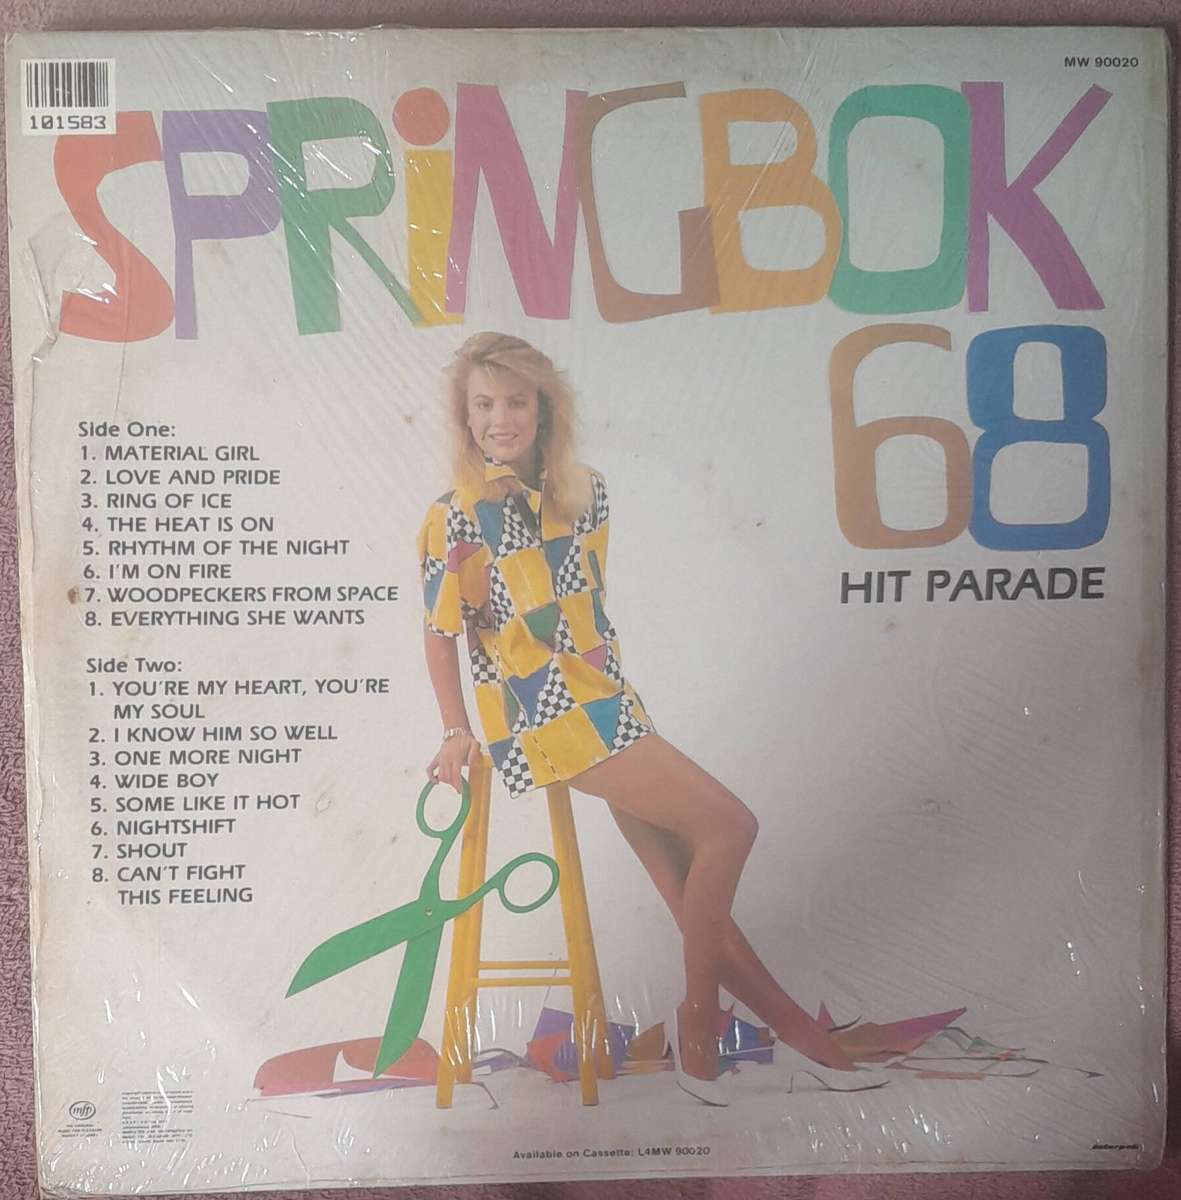 MW 90020
101583
SPRiNGBOK
68
HIT PARADE
Side One:
1. MATERIAL GIRL
2. LOVE AND PRIDE
3. RING OF ICE
4. THE HEAT IS ON
5. RHYTHM OF THE NIGHT
6. I'M ON FIRE
7. WOODPECKERS FROM SPACE
8. EVERYTHING SHE WANTS
Side Two:
1. YOU'RE MY HEART, YOU'RE
MY SOUL
2. I KNOW HIM SO WELL
3. ONE MORE NIGHT
4. WIDE BOY
5. SOME LIKE IT HOT
6. NIGHTSHIFT
7. SHOUT
8. CAN'T FIGHT
THIS FEELING
mfp
Available on Cassette: L4MW 90020